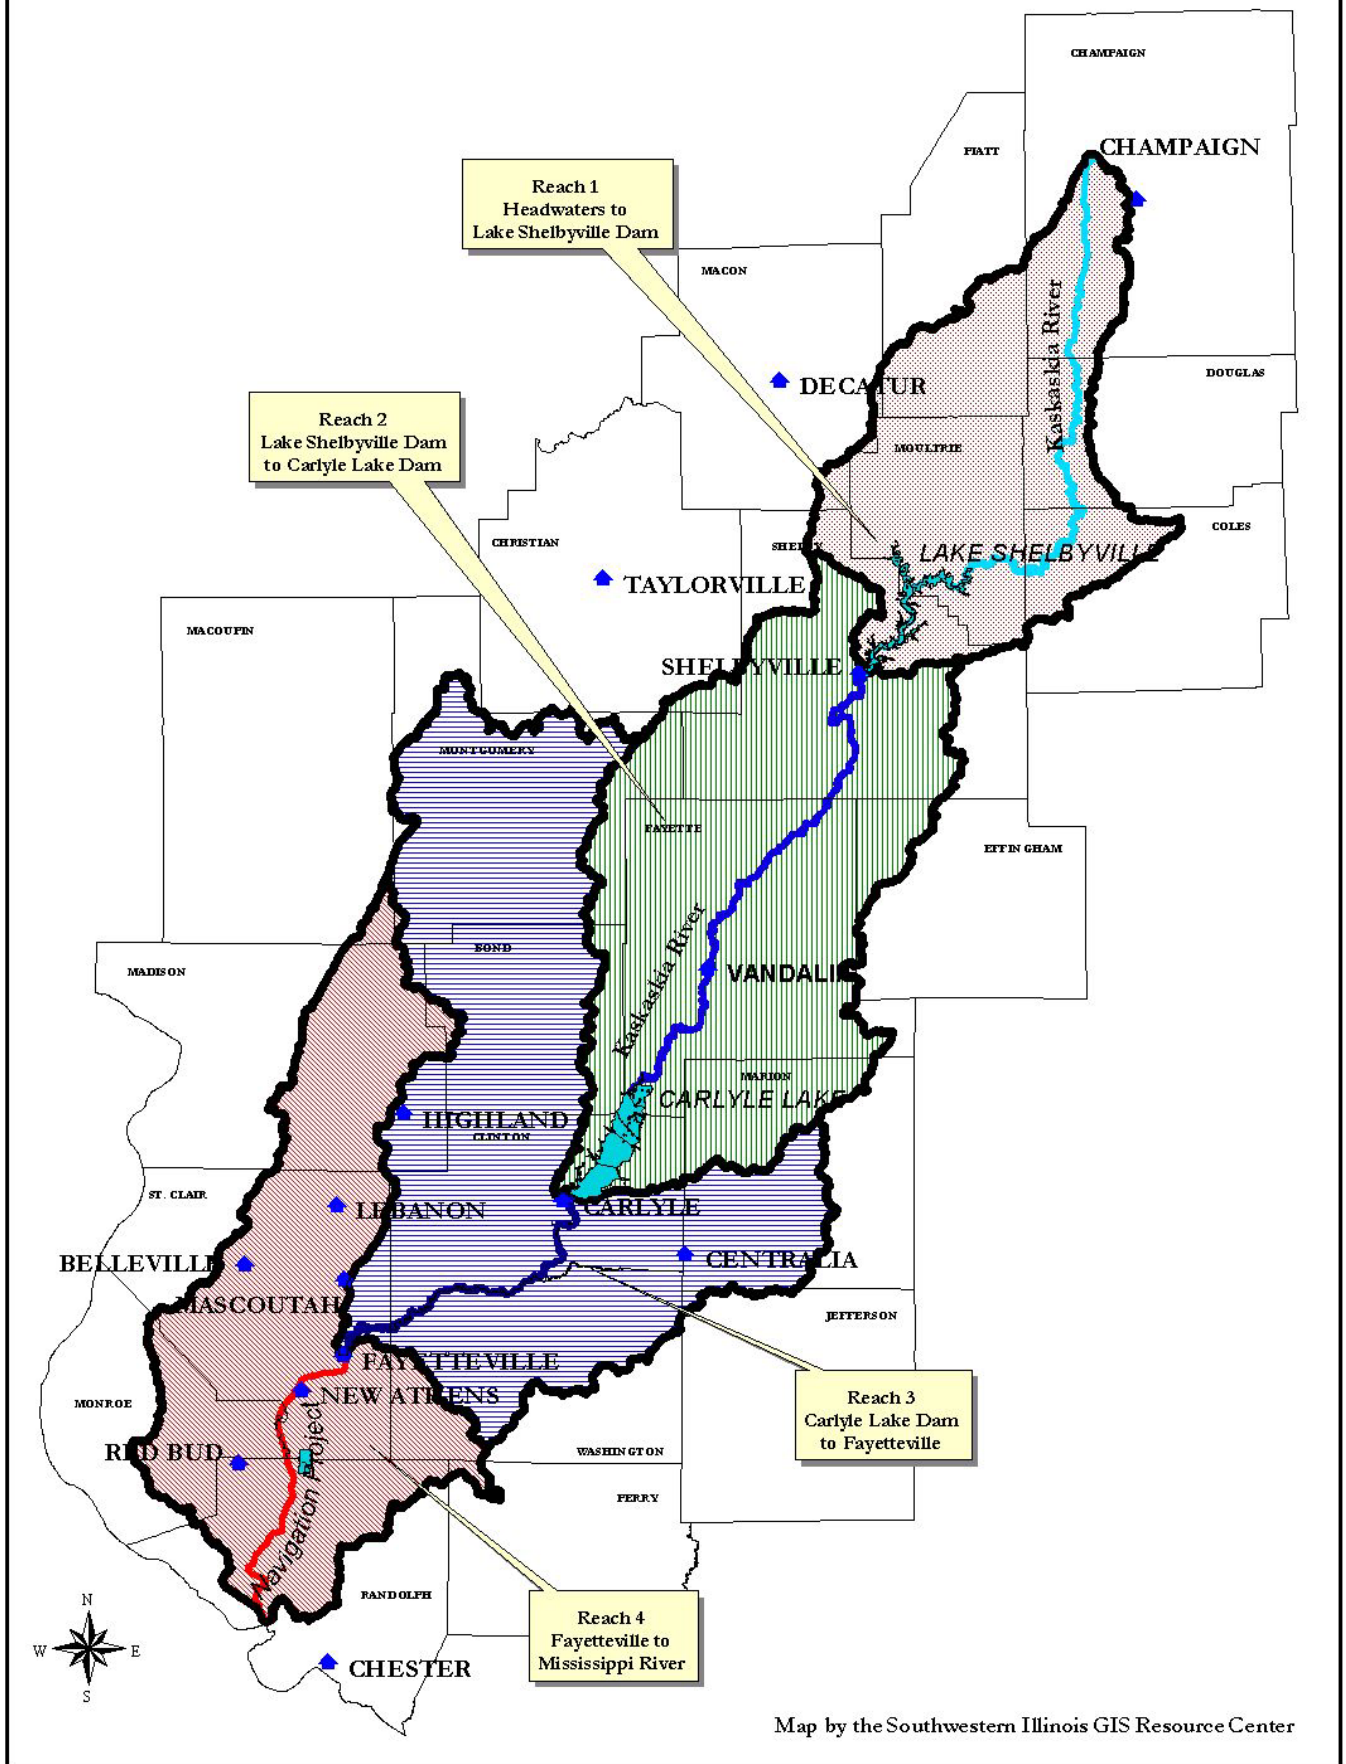 CHAMPAIGN
CHAMPAIGN
PIATT
Reach 1
Headwaters to
Lake Shelbyville Dam
MACON
Kaskaskia River
DOUGLAS
DECATUR
Reach 2
Lake Shelbyville Dam
to Carlyle Lake Dam
MOULTRIE
COLES
CHRISTIAN
SHELBY
LAKE SHELBYVILLE
TAYLORVILLE
MACOUPIN
SHELBYVILLE
MONTGOMERY
FAYETTE
EFFINGHAM
BOND
Kaskaskia River
MADISON
VANDALIA
MARION
CARLYLE LAKE
HIGHLAND
CLINTON
ST. CLAIR
LEBANON
CARLYLE
BELLEVILLE
CENTRALIA
MASCOUTAH
JEFFERSON
FAYETTEVILLE
NEW ATHENS
MONROE
Reach 3
Carlyle Lake Dam
to Fayetteville
RED BUD
WASHINGTON
Navigation Project
PERRY
RANDOLPH
N
W
E
S
Reach 4
Fayetteville to
Mississippi River
CHESTER
Map by the Southwestern Illinois GIS Resource Center